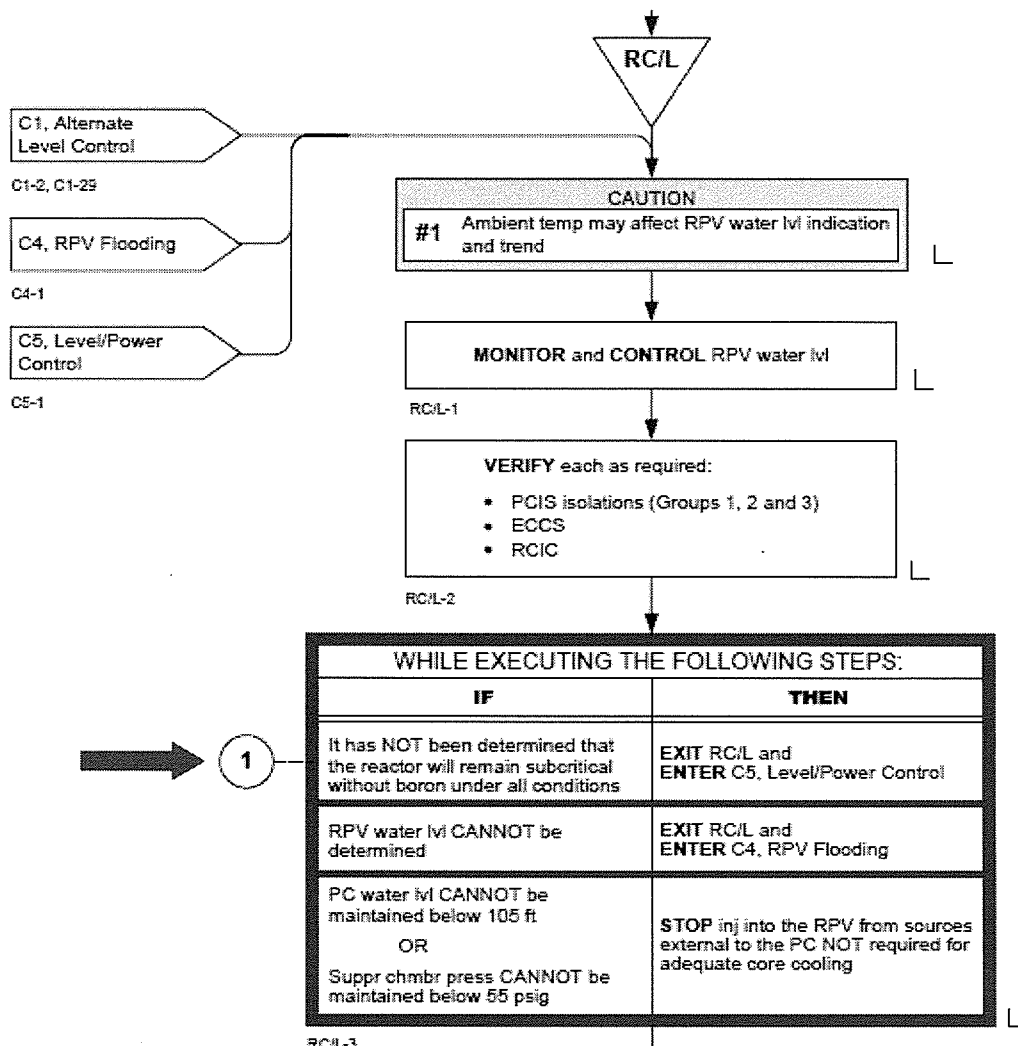 RC/L
C1, Alternate
Level Control
C1-2, C1-29
C4, RPV Flooding
C4-1
C5, Level/Power
Control
C5-1
CAUTION
#1 Ambient temp may affect RPV water lvl indication
and trend
MONITOR and CONTROL RPV water lvl
RC/L-1
VERIFY each as required:
• PCIS isolations (Groups 1, 2 and 3)
• ECCS
• RCIC
RC/L-2
WHILE EXECUTING THE FOLLOWING STEPS:
IF THEN
1
It has NOT been determined that
the reactor will remain subcritical
without boron under all conditions
EXIT RC/L and
ENTER C5, Level/Power Control
RPV water lvl CANNOT be
determined
EXIT RC/L and
ENTER C4, RPV Flooding
PC water lvl CANNOT be
maintained below 105 ft
OR
Suppr chmbr press CANNOT be
maintained below 55 psig
STOP inj into the RPV from sources
external to the PC NOT required for
adequate core cooling
RC/L-3